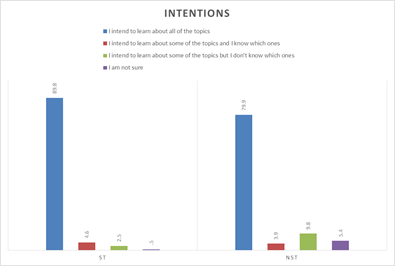 INTENTIONS
I intend to learn about all of the topics
I intend to learn about some of the topics and I know which ones
I intend to learn about some of the topics but I don't know which ones
I am not sure
89.8
4.6
2.5
.5
79.9
3.9
9.8
5.4
ST
NST